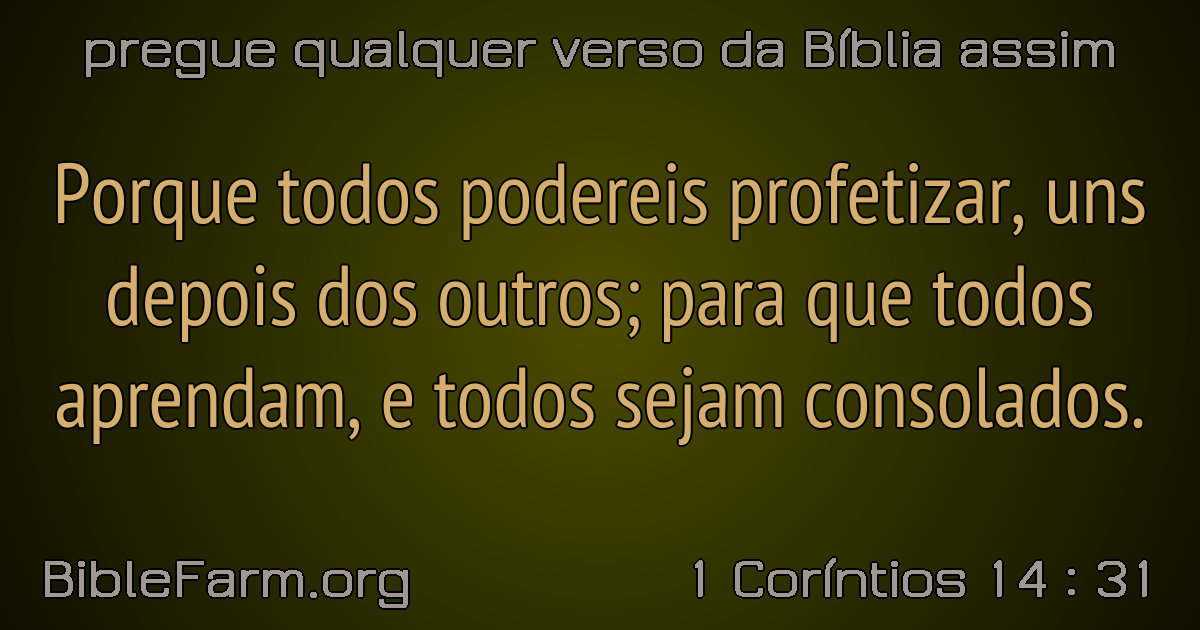 pregue qualquer verso da Bíblia assim
Porque todos podereis profetizar, uns
depois dos outros; para que todos
aprendam, e todos sejam consolados.
BibleFarm.org
1 Coríntios 14 : 31